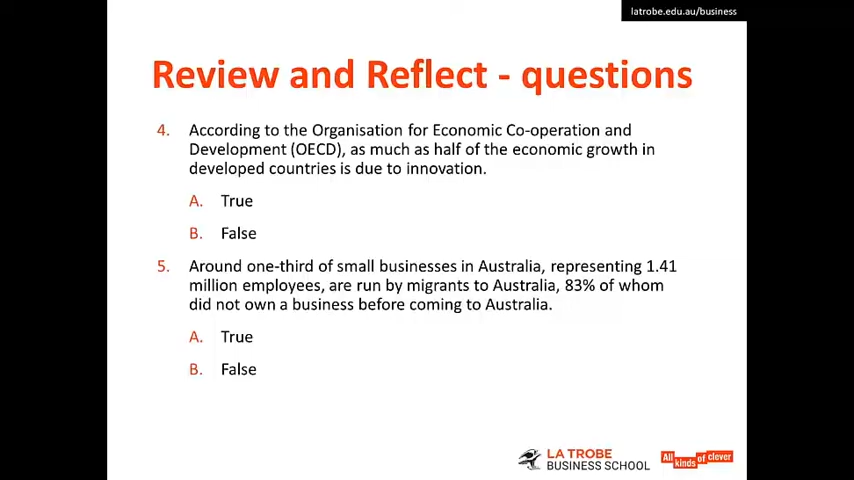 latrobe.edu.au/business
Review and Reflect - questions
4. According to the Organisation for Economic Co-operation and
Development (OECD), as much as half of the economic growth in
developed countries is due to innovation.
A. True
B. False
5. Around one-third of small businesses in Australia, representing 1.41
million employees, are run by migrants to Australia, 83% of whom
did not own a business before coming to Australia.
A. True
B. False
LA TROBE
BUSINESS SCHOOL
All kinds of clever